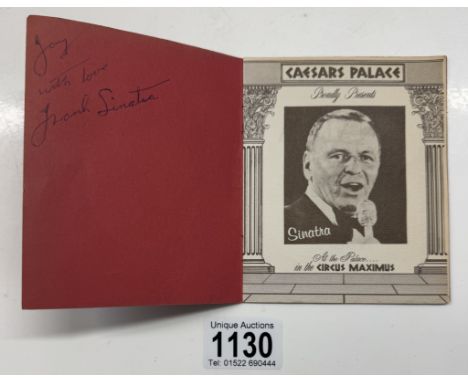 Joy
with love
Frank Sinatra
CAESARS PALACE
Proudly Presents
Sinatra
At the Palace....
in the CIRCUS MAXIMUS
Unique Auctions
1130
Tel: 01522 690444